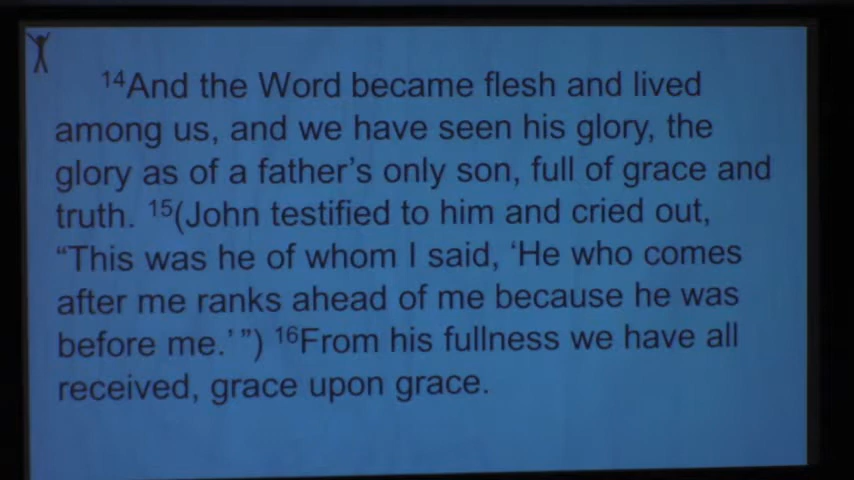 ¹⁴And the Word became flesh and lived
among us, and we have seen his glory, the
glory as of a father’s only son, full of grace and
truth. ¹⁵(John testified to him and cried out,
“This was he of whom I said, ‘He who comes
after me ranks ahead of me because he was
before me.’ ”) ¹⁶From his fullness we have all
received, grace upon grace.